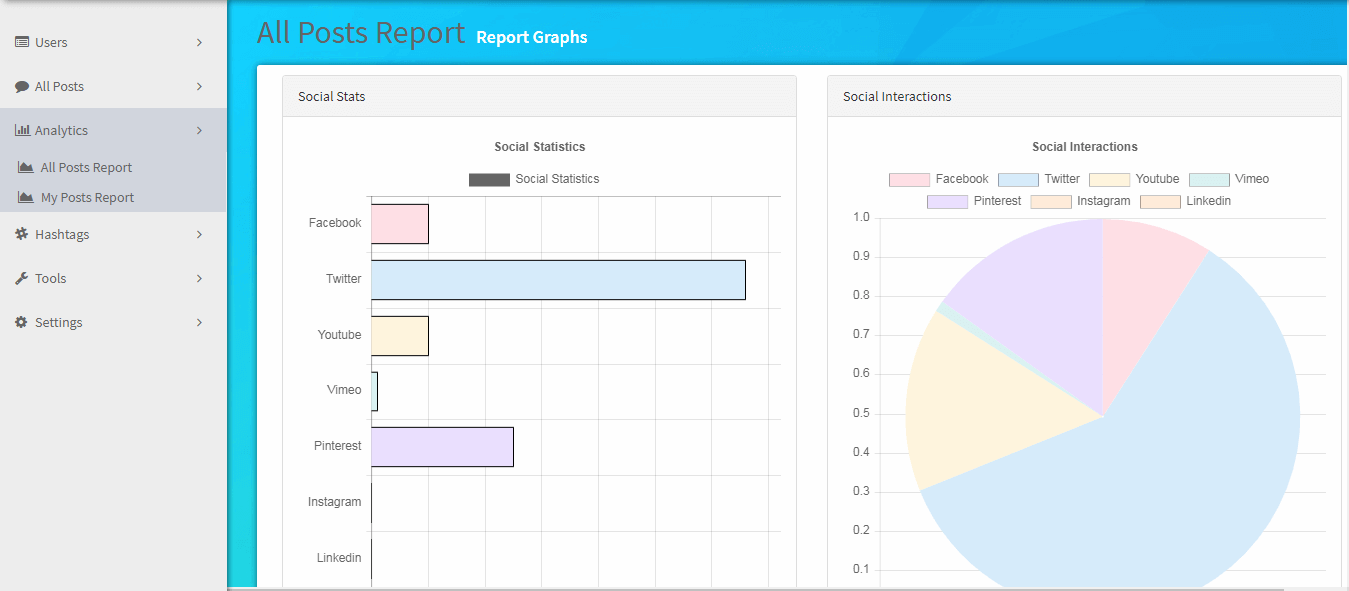 Users
All Posts
Analytics
All Posts Report
My Posts Report
Hashtags
Tools
Settings
All Posts Report Report Graphs
Social Stats
Social Statistics
Social Statistics
Facebook
Twitter
Youtube
Vimeo
Pinterest
Instagram
Linkedin
Social Interactions
Social Interactions
Facebook Twitter Youtube Vimeo
Pinterest Instagram Linkedin
1.0
0.9
0.8
0.7
0.6
0.5
0.4
0.3
0.2
0.1